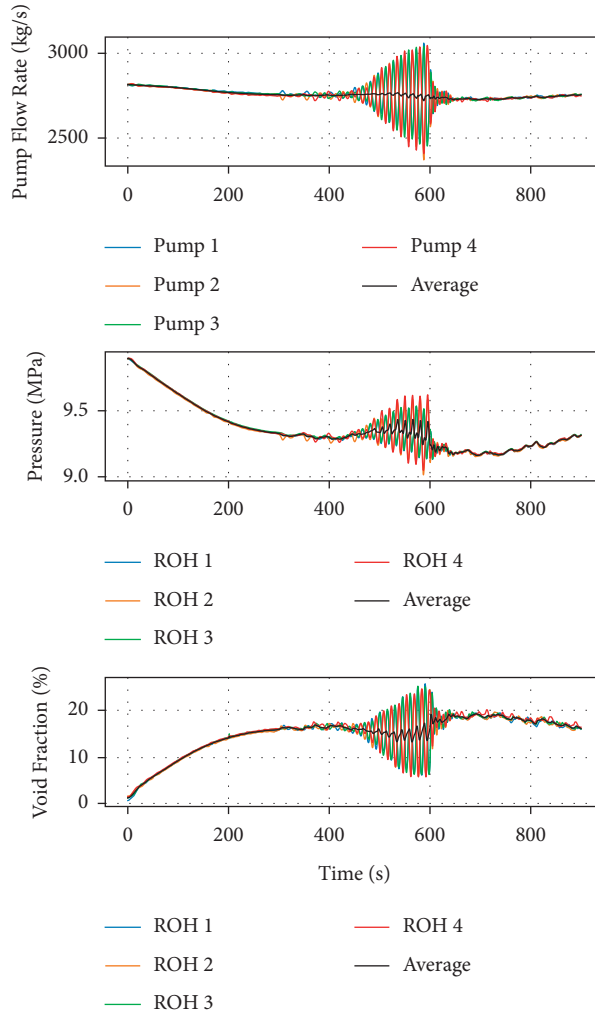 Pump Flow Rate (kg/s)
3000
2500
0 200 400 600 800
Pump 1 Pump 4
Pump 2 Average
Pump 3
Pressure (MPa)
9.5
9.0
0 200 400 600 800
ROH 1 ROH 4
ROH 2 Average
ROH 3
Void Fraction (%)
20
10
0
0 200 400 600 800
Time (s)
ROH 1 ROH 4
ROH 2 Average
ROH 3